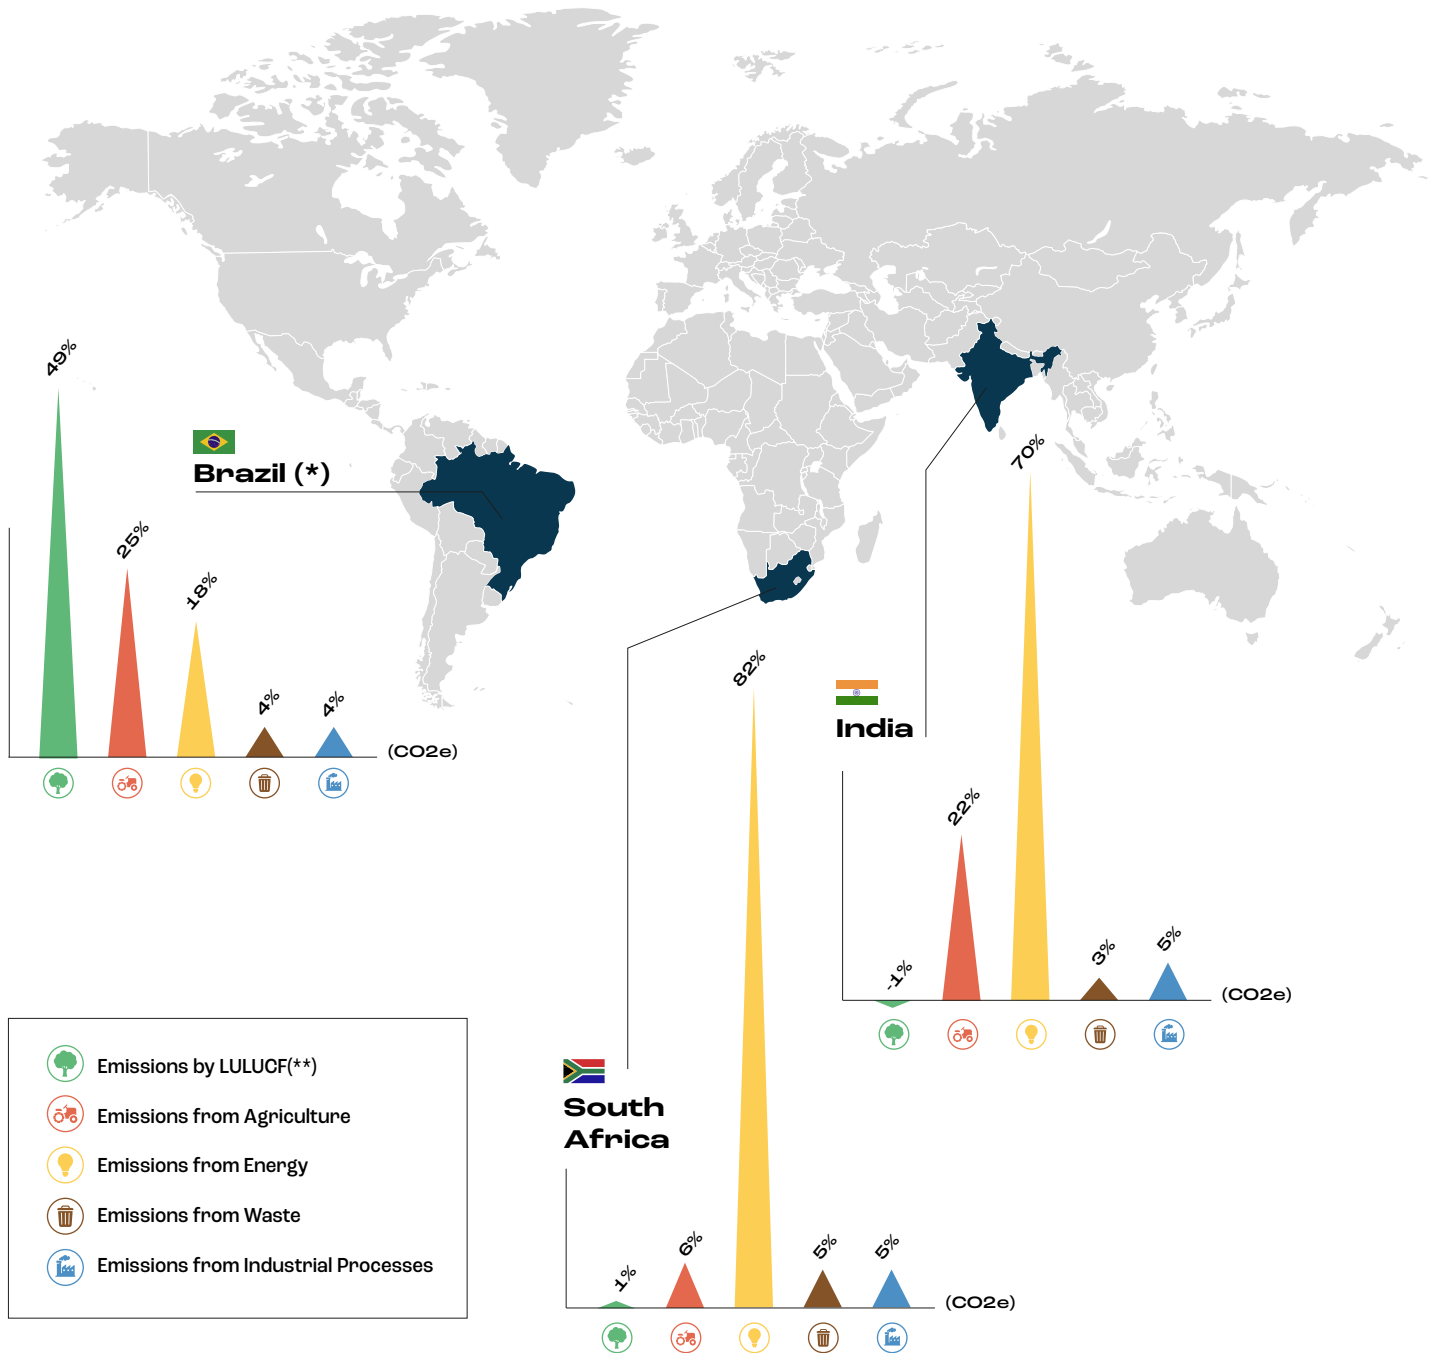 49%
25%
18%
4%
4%
Brazil (*)
(CO2e)
70%
22%
-1%
3%
5%
India
(CO2e)
82%
1%
6%
5%
5%
South
Africa
(CO2e)
Emissions by LULUCF(**)
Emissions from Agriculture
Emissions from Energy
Emissions from Waste
Emissions from Industrial Processes